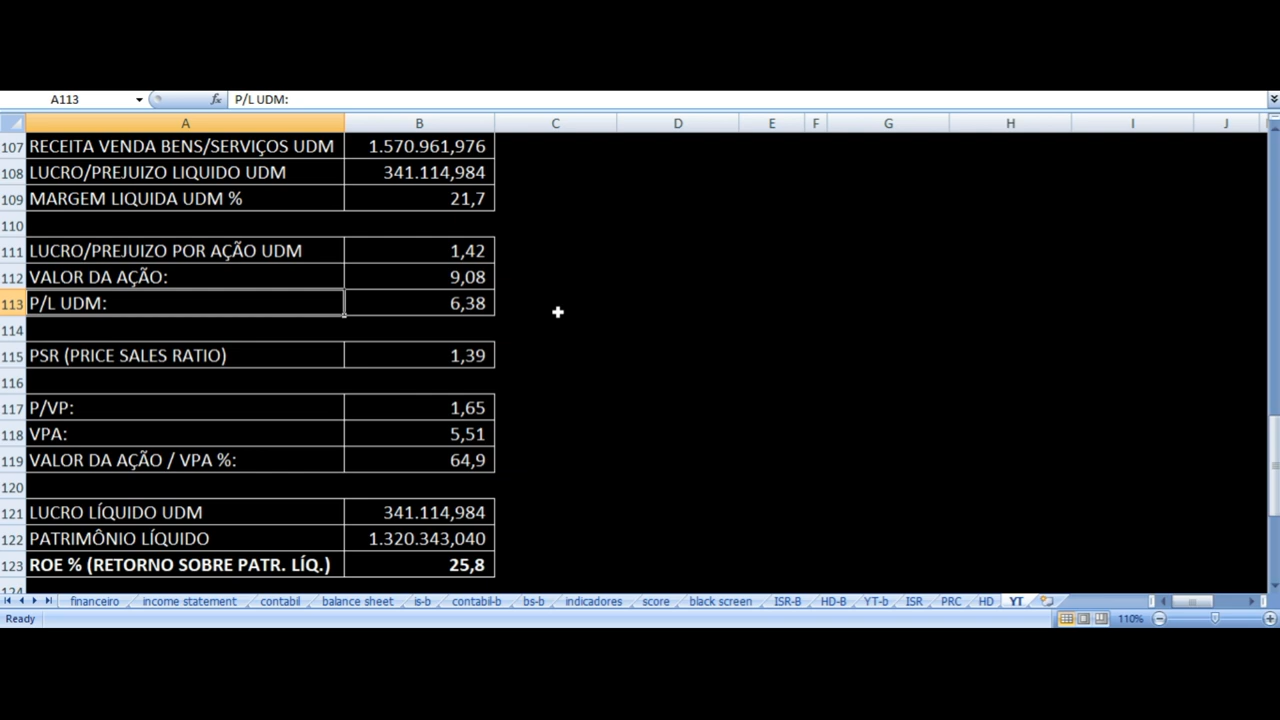 A113 fx P/L UDM:
A B C D E F G H I J
107 RECEITA VENDA BENS/SERVIÇOS UDM 1.570.961,976
108 LUCRO/PREJUIZO LIQUIDO UDM 341.114,984
109 MARGEM LIQUIDA UDM % 21,7
110
111 LUCRO/PREJUIZO POR AÇÃO UDM 1,42
112 VALOR DA AÇÃO: 9,08
113 P/L UDM: 6,38
114
115 PSR (PRICE SALES RATIO) 1,39
116
117 P/VP: 1,65
118 VPA: 5,51
119 VALOR DA AÇÃO / VPA %: 64,9
120
121 LUCRO LÍQUIDO UDM 341.114,984
122 PATRIMÔNIO LÍQUIDO 1.320.343,040
123 ROE % (RETORNO SOBRE PATR. LÍQ.) 25,8
124
financeiro income statement contabil balance sheet is-b contabil-b bs-b indicadores score black screen ISR-B HD-B YT-b ISR PRC HD YT
Ready 110%